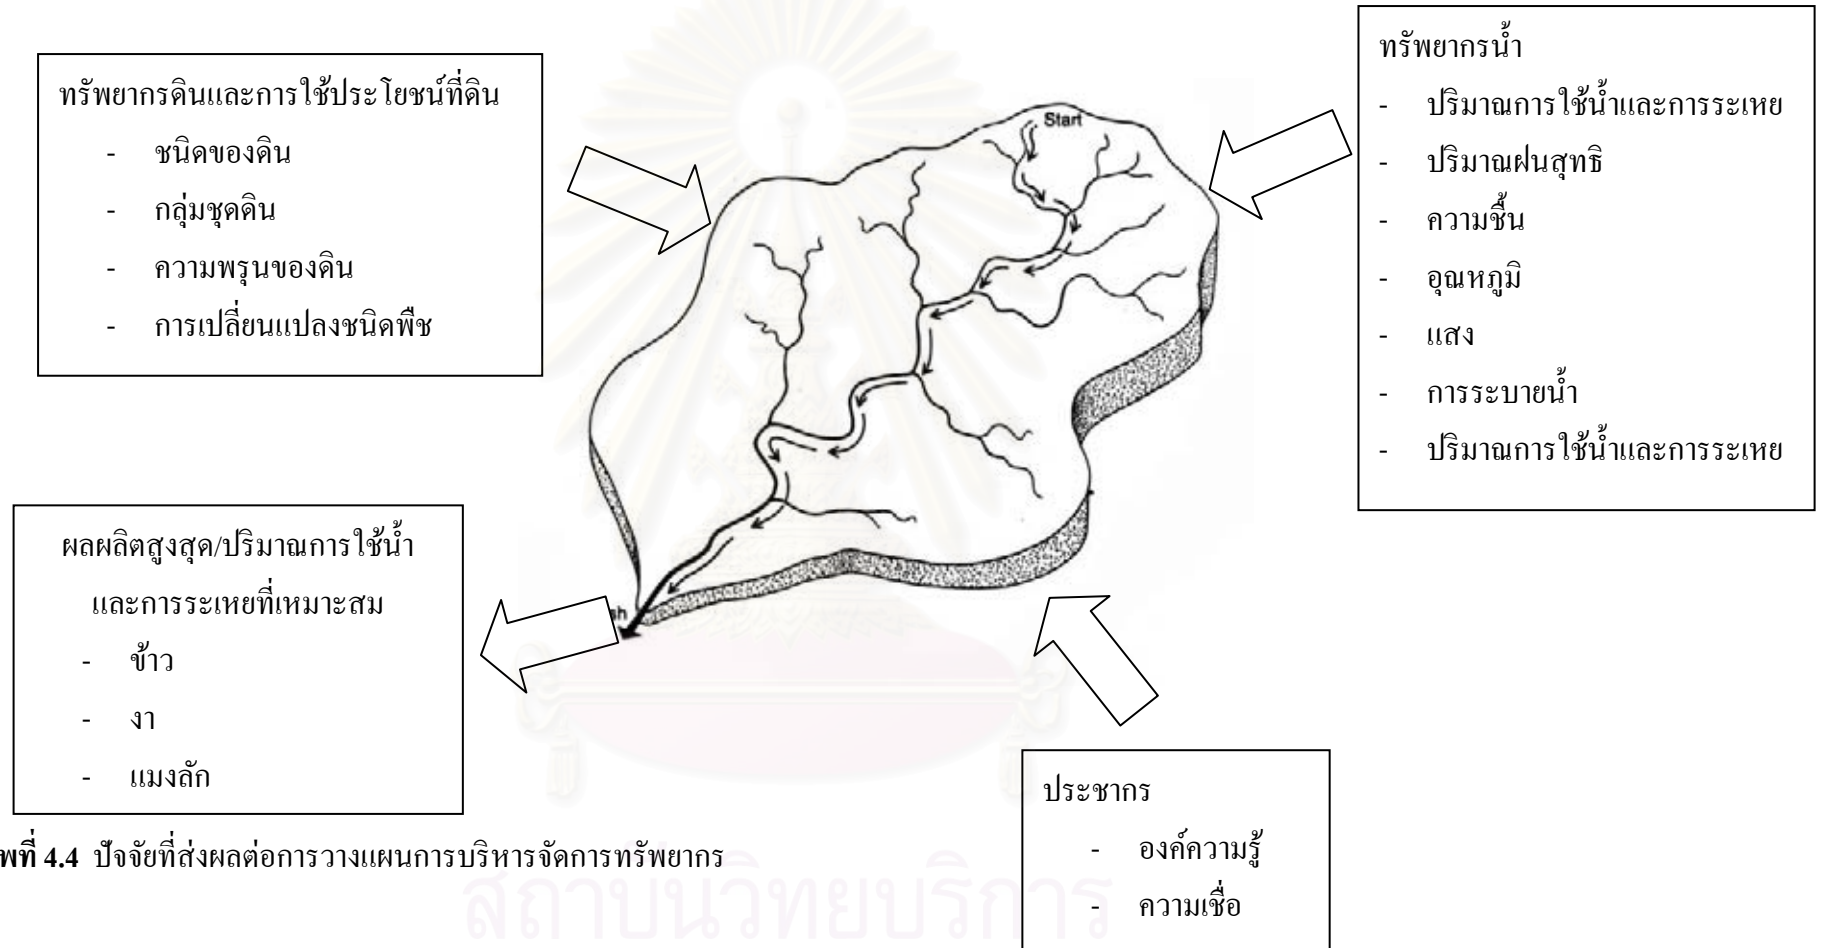 ทรัพยากรดินและการใช้ประโยชน์ที่ดิน
- ชนิดของดิน
- กลุ่มชุดดิน
- ความพรุนของดิน
- การเปลี่ยนแปลงชนิดพืช
Start
ทรัพยากรน้ำ
- ปริมาณการใช้น้ำและการระเหย
- ปริมาณฝนสุทธิ
- ความชื้น
- อุณหภูมิ
- แสง
- การระบายน้ำ
- ปริมาณการใช้น้ำและการระเหย
ผลผลิตสูงสุด/ปริมาณการใช้น้ำ
และการระเหยที่เหมาะสม
- ข้าว
- งา
- แมงลัก
ประชากร
- องค์ความรู้
- ความเชื่อ
พที่ 4.4 ปัจจัยที่ส่งผลต่อการวางแผนการบริหารจัดการทรัพยากร
สถาบันวิทยบริการ